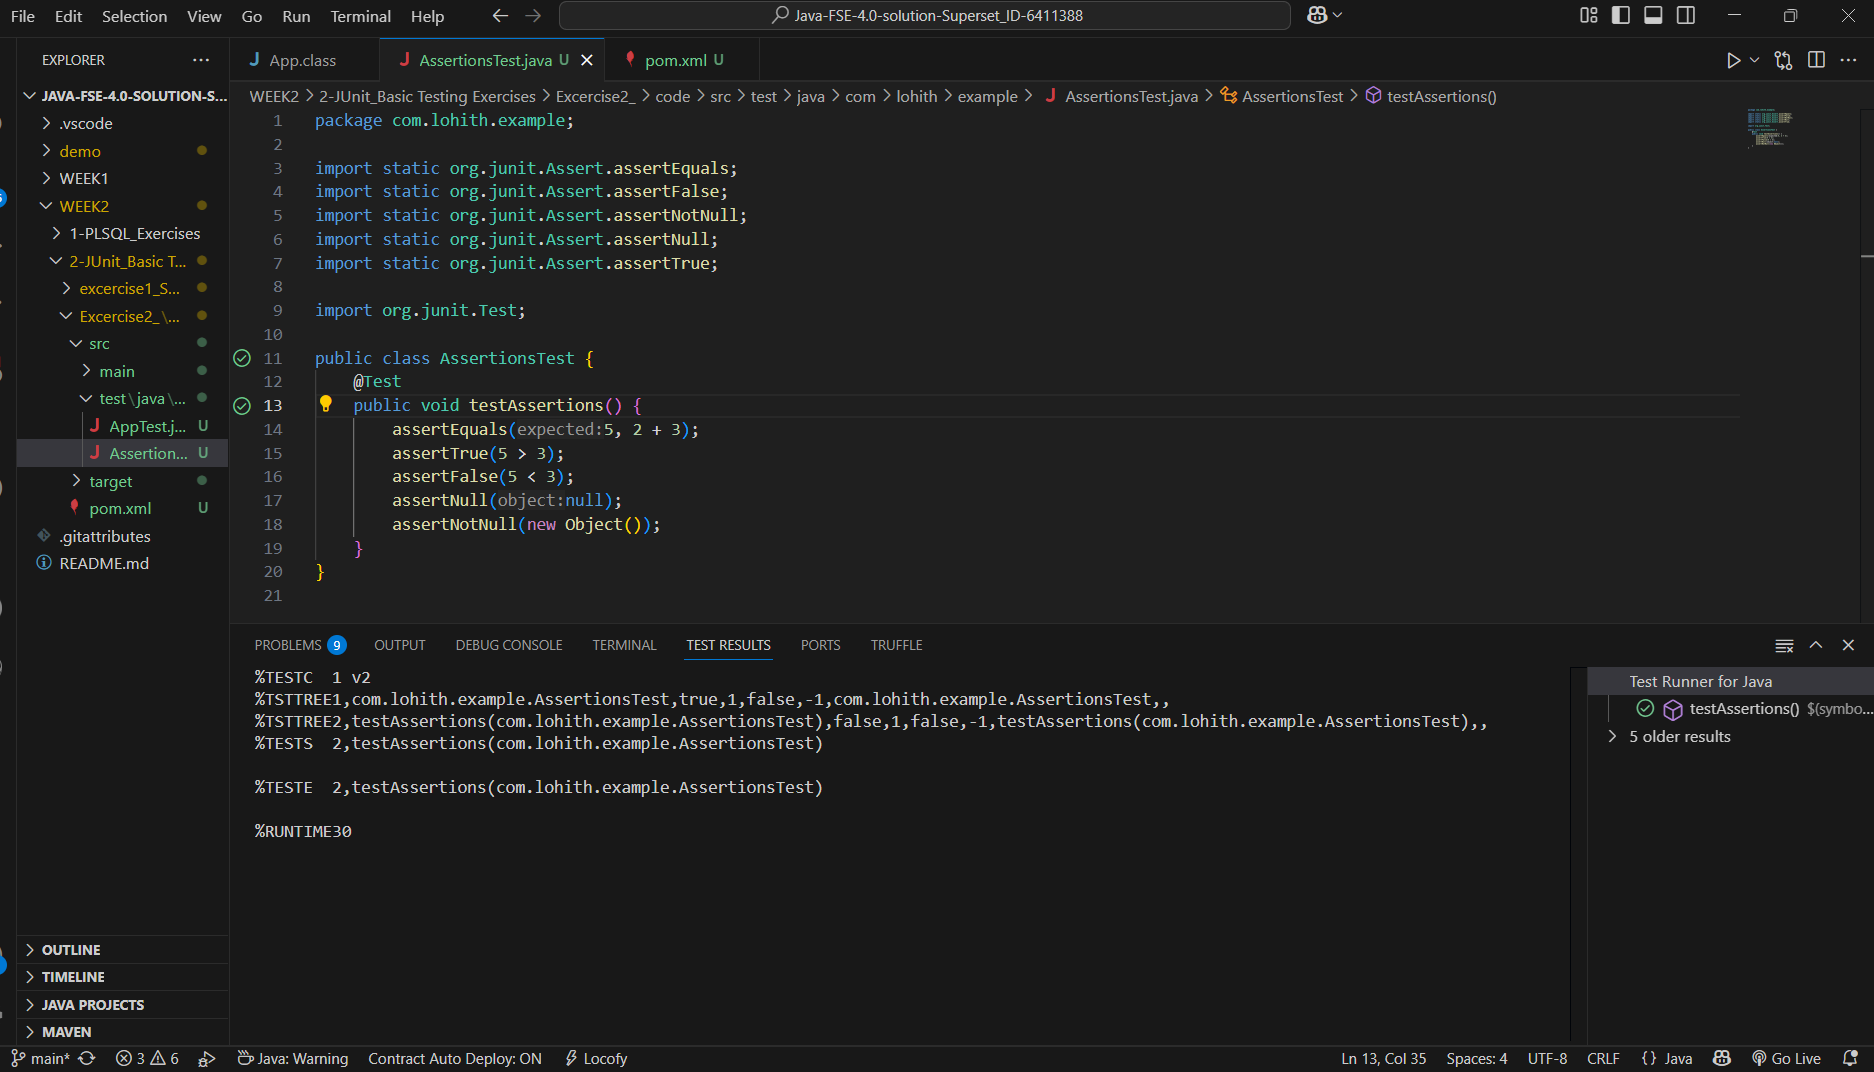 File Edit Selection View Go Run Terminal Help
Java-FSE-4.0-solution-Superset_ID-6411388
EXPLORER
JAVA-FSE-4.0-SOLUTION-S...
.vscode
demo
WEEK1
WEEK2
1-PLSQL_Exercises
2-JUnit_Basic T...
excercise1_S...
Excercise2_\...
src
main
test\java\...
AppTest.j... U
Assertion... U
target
pom.xml U
.gitattributes
README.md
OUTLINE
TIMELINE
JAVA PROJECTS
MAVEN
App.class
AssertionsTest.java U
pom.xml U
WEEK2 > 2-JUnit_Basic Testing Exercises > Excercise2_ > code > src > test > java > com > lohith > example > AssertionsTest.java > AssertionsTest > testAssertions()
1 package com.lohith.example;
2
3 import static org.junit.Assert.assertEquals;
4 import static org.junit.Assert.assertFalse;
5 import static org.junit.Assert.assertNotNull;
6 import static org.junit.Assert.assertNull;
7 import static org.junit.Assert.assertTrue;
8
9 import org.junit.Test;
10
11 public class AssertionsTest {
12 @Test
13 public void testAssertions() {
14 assertEquals(expected:5, 2 + 3);
15 assertTrue(5 > 3);
16 assertFalse(5 < 3);
17 assertNull(object:null);
18 assertNotNull(new Object());
19 }
20 }
21
PROBLEMS 9 OUTPUT DEBUG CONSOLE TERMINAL TEST RESULTS PORTS TRUFFLE
%TESTC 1 v2
%TSTTREE1,com.lohith.example.AssertionsTest,true,1,false,-1,com.lohith.example.AssertionsTest,,
%TSTTREE2,testAssertions(com.lohith.example.AssertionsTest),false,1,false,-1,testAssertions(com.lohith.example.AssertionsTest),,
%TESTS 2,testAssertions(com.lohith.example.AssertionsTest)
%TESTE 2,testAssertions(com.lohith.example.AssertionsTest)
%RUNTIME30
Test Runner for Java
testAssertions() $(symbo...
5 older results
main* 3 6 Java: Warning Contract Auto Deploy: ON Locofy
Ln 13, Col 35 Spaces: 4 UTF-8 CRLF {} Java Go Live